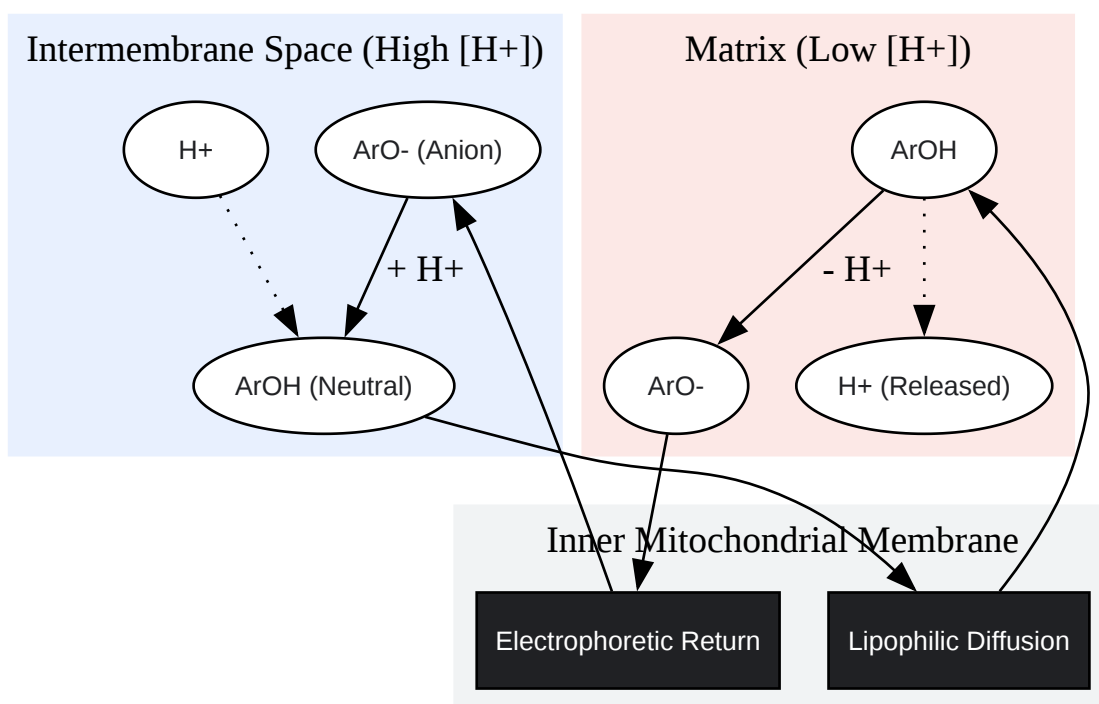 Intermembrane Space (High [H+])
Matrix (Low [H+])
H+
ArO- (Anion)
ArOH
+ H+
- H+
ArOH (Neutral)
ArO-
H+ (Released)
Inner Mitochondrial Membrane
Electrophoretic Return
Lipophilic Diffusion